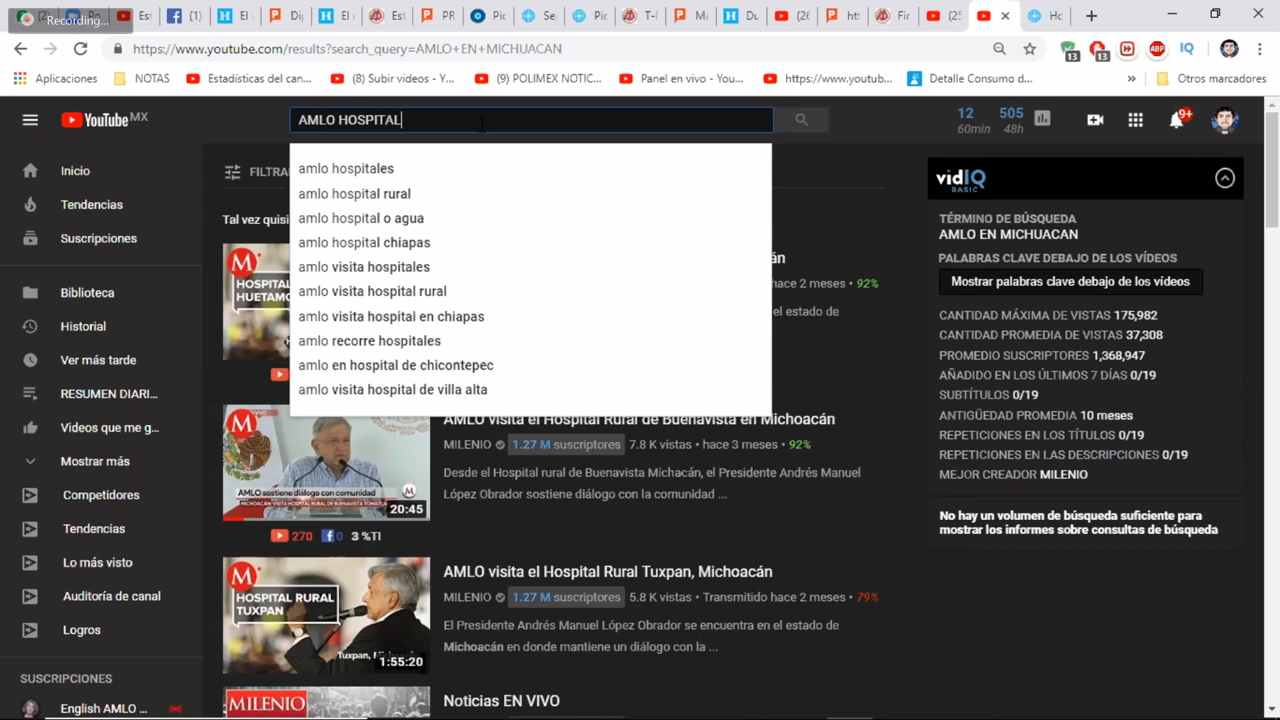 Recording...
https://www.youtube.com/results?search_query=AMLO+EN+MICHUACAN
13
13
ABP
IQ
Aplicaciones
NOTAS
Estadísticas del can...
(8) Subir videos - Y...
(9) POLIMEX NOTIC...
Panel en vivo - You...
https://www.youtub...
Detalle Consumo d...
»
Otros marcadores
YouTube MX
AMLO HOSPITAL
12
60min
505
48h
9+
Inicio
Tendencias
Suscripciones
Biblioteca
Historial
Ver más tarde
RESUMEN DIARI...
Videos que me g...
Mostrar más
Competidores
Tendencias
Lo más visto
Auditoría de canal
Logros
SUSCRIPCIONES
English AMLO ...
FILTRA
Tal vez quisi
amlo hospitales
amlo hospital rural
amlo hospital o agua
amlo hospital chiapas
amlo visita hospitales
amlo visita hospital rural
amlo visita hospital en chiapas
amlo recorre hospitales
amlo en hospital de chicontepec
amlo visita hospital de villa alta
HOSPITAL
HUETAMO
án
hace 2 meses • 92%
el estado de
AMLO visita el Hospital Rural de Buenavista en Michoacán
MILENIO 1.27 M suscriptores 7.8 K vistas • hace 3 meses • 92%
Desde el Hospital rural de Buenavista Michacán, el Presidente Andrés Manuel
López Obrador sostiene diálogo con la comunidad ...
AMLO sostiene diálogo con comunidad
MICHOACÁN: VISITA HOSPITAL RURAL DE BUENAVISTA TOMATLÁN
20:45
270 0 3 %TI
AMLO visita el Hospital Rural Tuxpan, Michoacán
MILENIO 1.27 M suscriptores 5.8 K vistas • Transmitido hace 2 meses • 79%
El Presidente Andrés Manuel López Obrador se encuentra en el estado de
Michoacán en donde mantiene un diálogo con la ...
HOSPITAL RURAL
TUXPAN
1:55:20
MILENIO
Noticias EN VIVO
vidIQ
BASIC
TÉRMINO DE BÚSQUEDA
AMLO EN MICHUACAN
PALABRAS CLAVE DEBAJO DE LOS VÍDEOS
Mostrar palabras clave debajo de los vídeos
CANTIDAD MÁXIMA DE VISTAS 175,982
CANTIDAD PROMEDIA DE VISTAS 37,308
PROMEDIO SUSCRIPTORES 1,368,947
AÑADIDO EN LOS ÚLTIMOS 7 DÍAS 0/19
SUBTÍTULOS 0/19
ANTIGÜEDAD PROMEDIA 10 meses
REPETICIONES EN LOS TÍTULOS 0/19
REPETICIONES EN LAS DESCRIPCIONES 0/19
MEJOR CREADOR MILENIO
No hay un volumen de búsqueda suficiente para
mostrar los informes sobre consultas de búsqueda